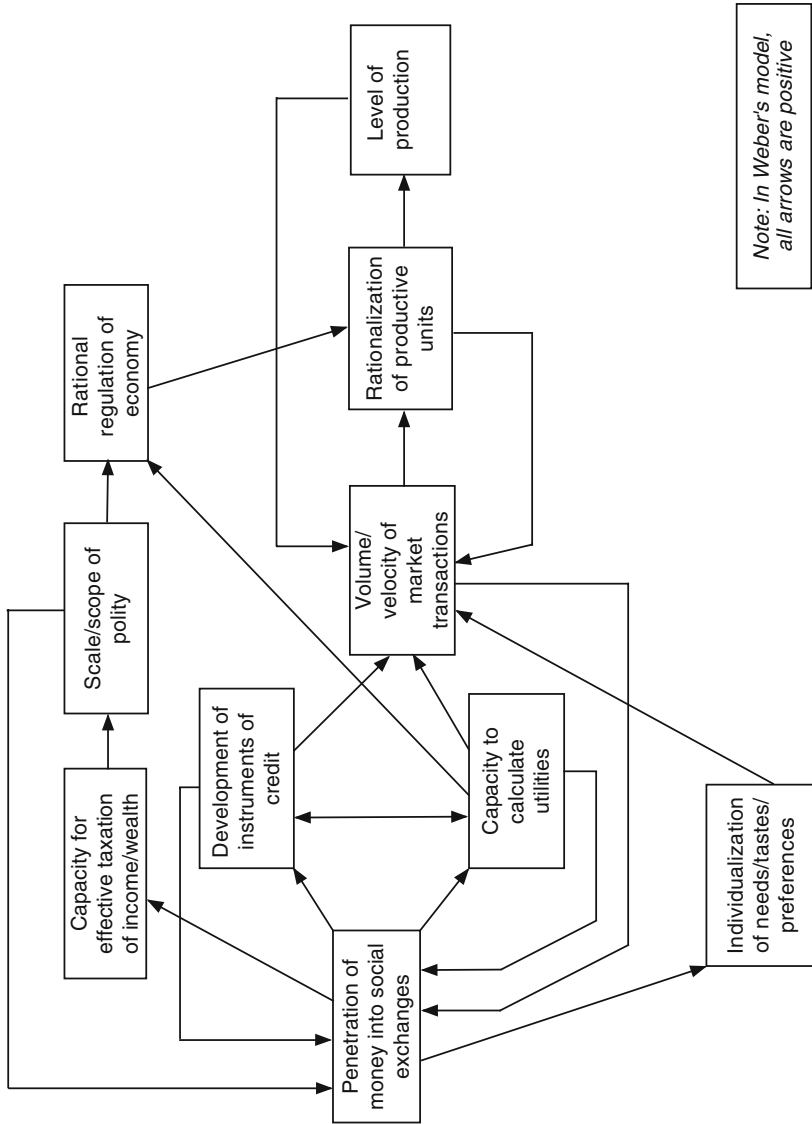 Capacity for
effective taxation
of income/wealth
Scale/scope of
polity
Rational
regulation of
economy
Development of
instruments of
credit
Penetration of
money into social
exchanges
Capacity to
calculate
utilities
Volume/
velocity of
market
transactions
Rationalization
of productive
units
Level of
production
Individualization
of needs/tastes/
preferences
Note: In Weber's model,
all arrows are positive